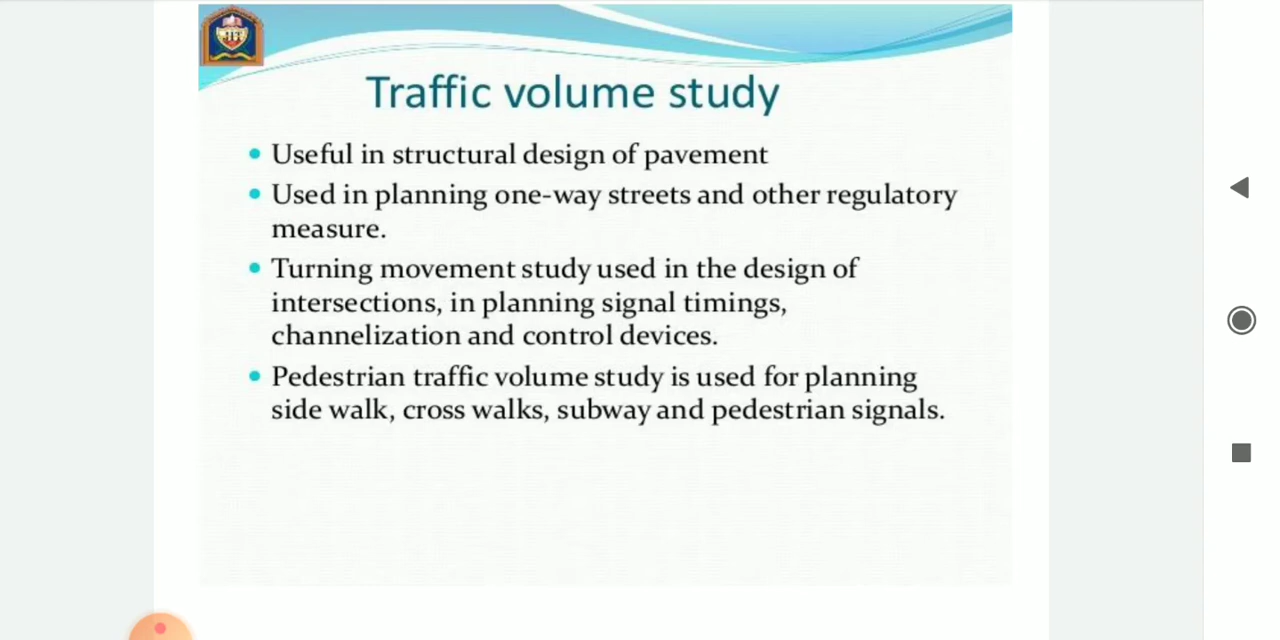 Traffic volume study
Useful in structural design of pavement
Used in planning one-way streets and other regulatory
measure.
Turning movement study used in the design of
intersections, in planning signal timings,
channelization and control devices.
Pedestrian traffic volume study is used for planning
side walk, cross walks, subway and pedestrian signals.